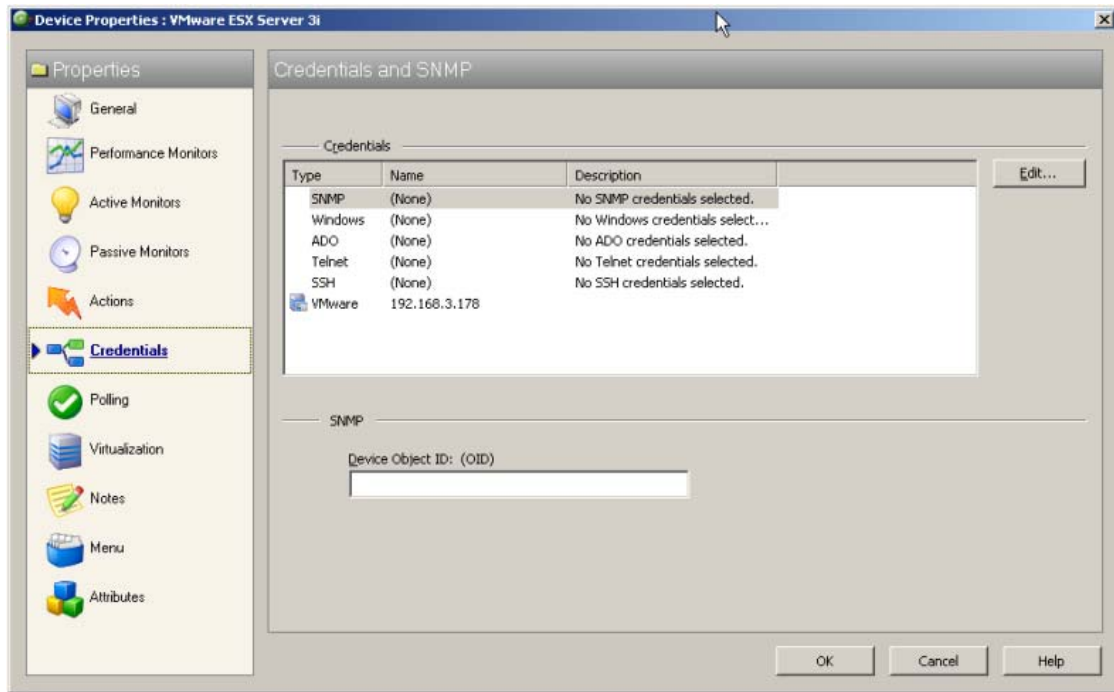 Device Properties : VMware ESX Server 3i
Properties
General
Performance Monitors
Active Monitors
Passive Monitors
Actions
Credentials
Polling
Virtualization
Notes
Menu
Attributes
Credentials and SNMP
Credentials
Type Name Description
SNMP (None) No SNMP credentials selected.
Windows (None) No Windows credentials select...
ADO (None) No ADO credentials selected.
Telnet (None) No Telnet credentials selected.
SSH (None) No SSH credentials selected.
VMware 192.168.3.178
Edit...
SNMP
Device Object ID: (OID)
OK Cancel Help